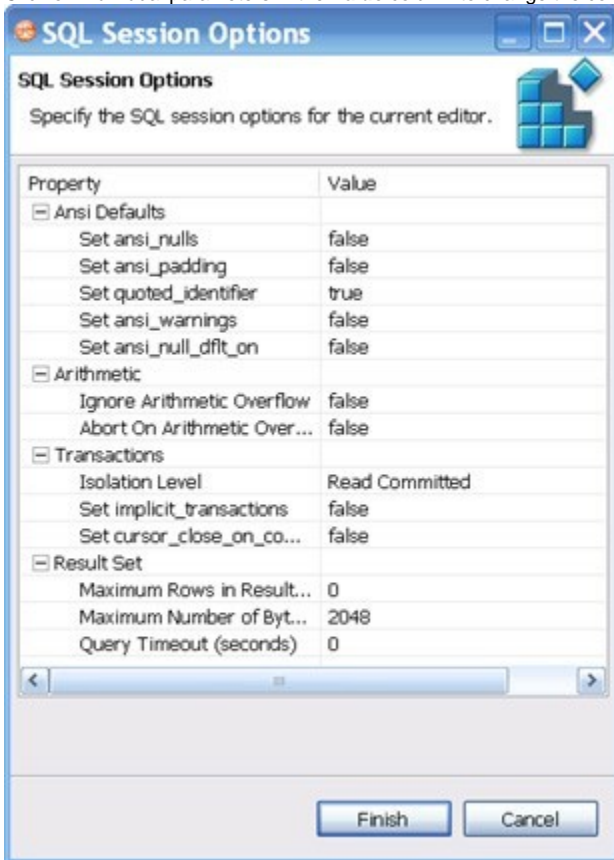 SQL Session Options
SQL Session Options
Specify the SQL session options for the current editor.
Property Value
Ansi Defaults
Set ansi_nulls false
Set ansi_padding false
Set quoted_identifier true
Set ansi_warnings false
Set ansi_null_dflt_on false
Arithmetic
Ignore Arithmetic Overflow false
Abort On Arithmetic Over... false
Transactions
Isolation Level Read Committed
Set implicit_transactions false
Set cursor_close_on_co... false
Result Set
Maximum Rows in Result... 0
Maximum Number of Byt... 2048
Query Timeout (seconds) 0
Finish Cancel